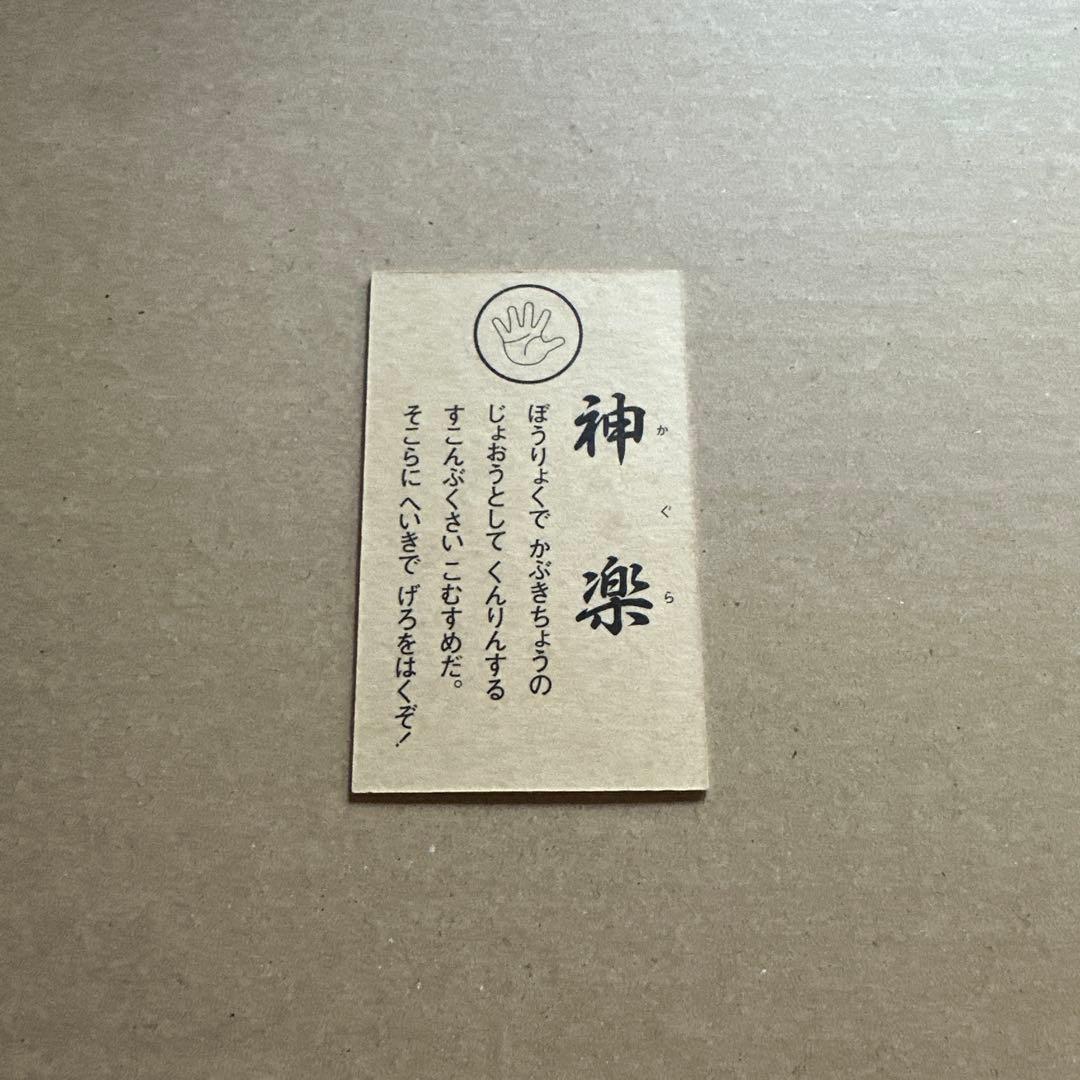 神楽
かぐら
ぼうりょくで かぶきちょうの
じょおうとして くんりんする
すこんぶくさい こむすめだ。
そこらに へいきで げろをはくぞ!